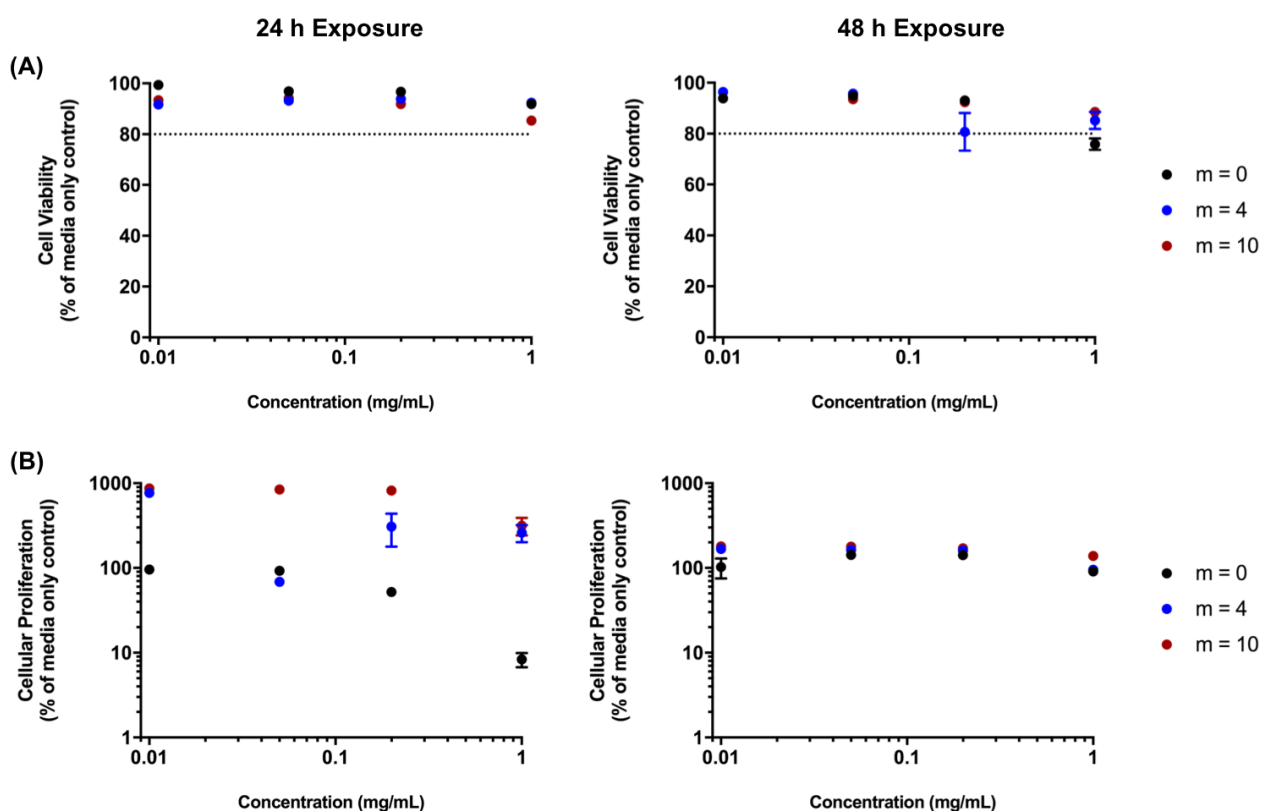 24 h Exposure
48 h Exposure
(A)
100
80
60
40
20
0
0.01
0.1
1
Cell Viability
(% of media only control)
Concentration (mg/mL)
100
80
60
40
20
0
0.01
0.1
1
Cell Viability
(% of media only control)
Concentration (mg/mL)
m = 0
m = 4
m = 10
(B)
1000
100
10
1
0.01
0.1
1
Cellular Proliferation
(% of media only control)
Concentration (mg/mL)
1000
100
10
1
0.01
0.1
1
Cellular Proliferation
(% of media only control)
Concentration (mg/mL)
m = 0
m = 4
m = 10